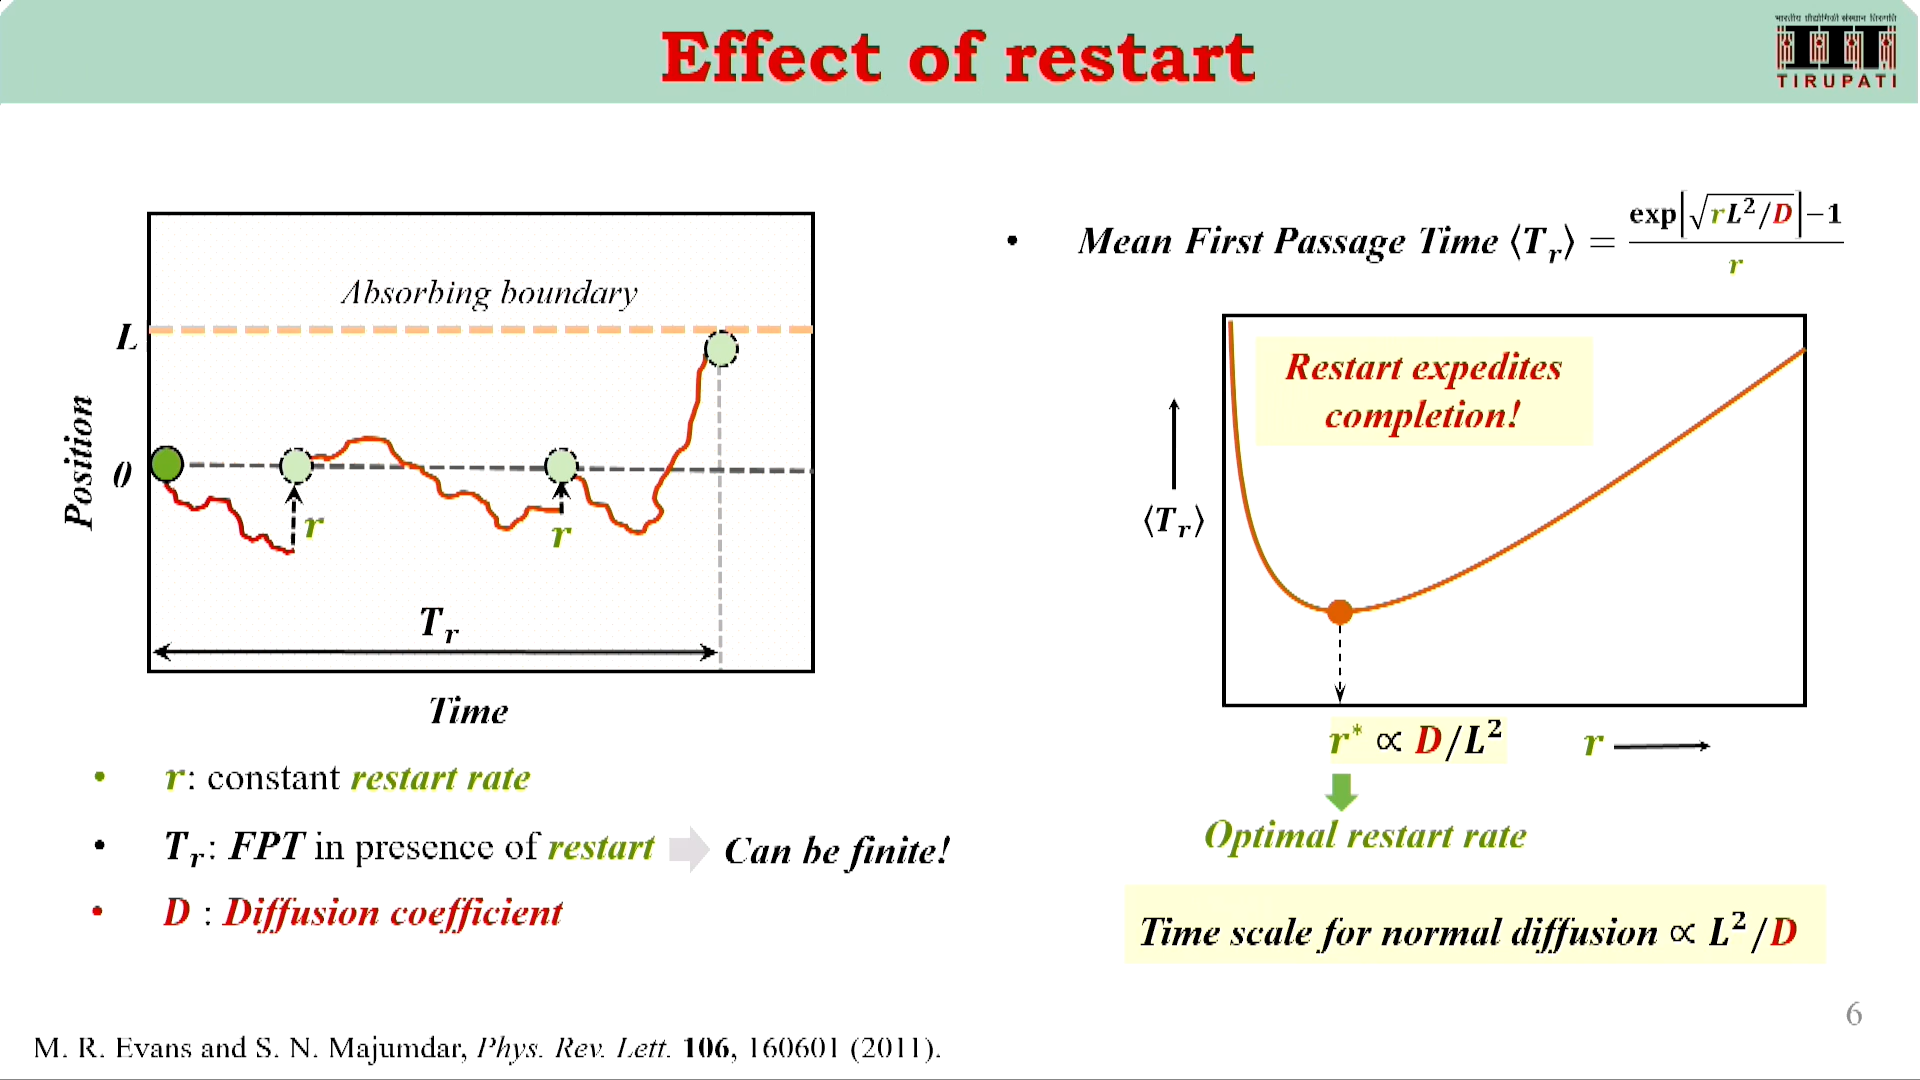 Effect of restart
भारतीय प्रौद्योगिकी संस्थान तिरुपति
TIRUPATI
Absorbing boundary
L
Position
0
r
r
T_r
Time
• r: constant restart rate
• T_r: FPT in presence of restart Can be finite!
• D : Diffusion coefficient
• Mean First Passage Time ⟨T_r⟩ = exp[√rL²/D]−1
r
Restart expedites
completion!
⟨T_r⟩
r* ∝ D/L²
r
Optimal restart rate
Time scale for normal diffusion ∝ L²/D
6
M. R. Evans and S. N. Majumdar, Phys. Rev. Lett. 106, 160601 (2011).